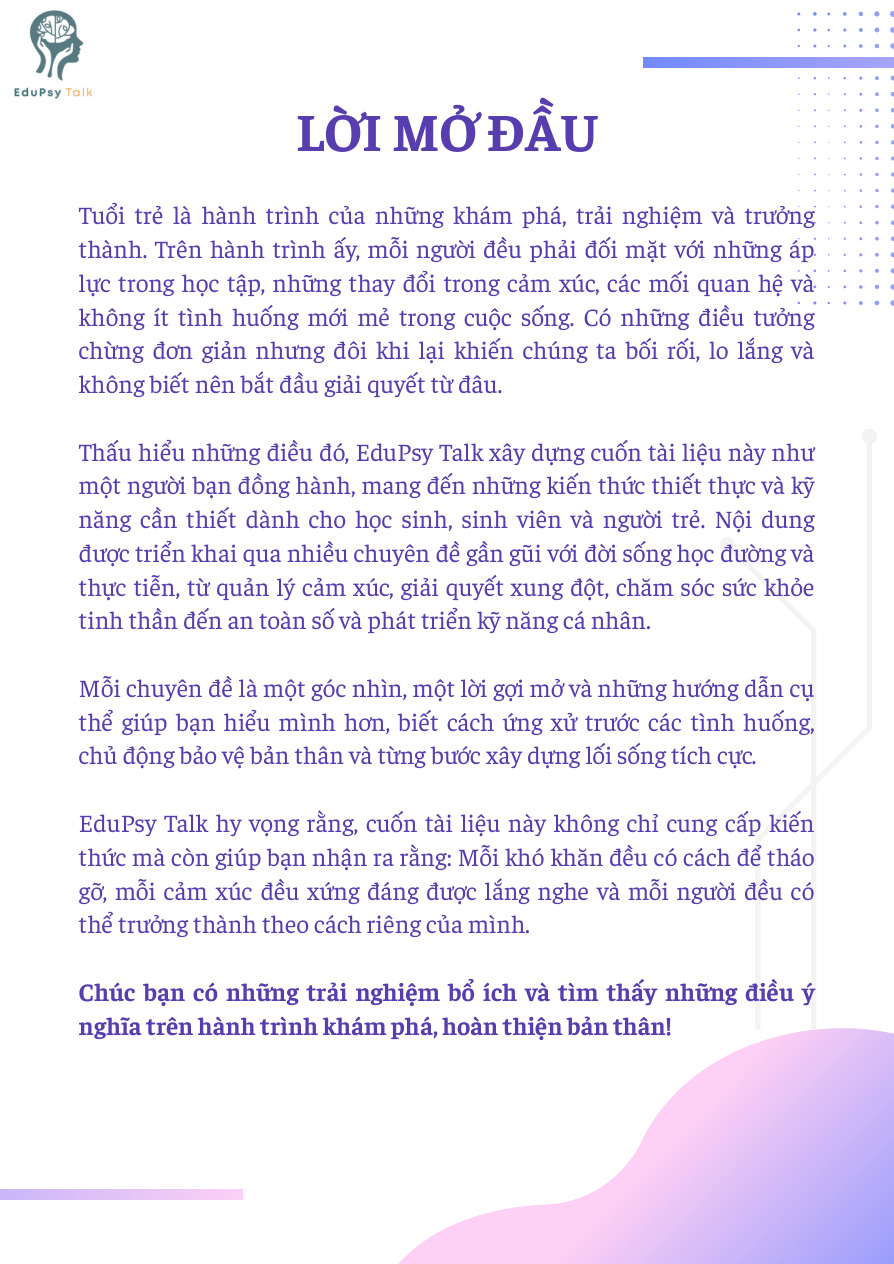 EduPsy Talk
LỜI MỞ ĐẦU
Tuổi trẻ là hành trình của những khám phá, trải nghiệm và trưởng
thành. Trên hành trình ấy, mỗi người đều phải đối mặt với những áp
lực trong học tập, những thay đổi trong cảm xúc, các mối quan hệ và
không ít tình huống mới mẻ trong cuộc sống. Có những điều tưởng
chừng đơn giản nhưng đôi khi lại khiến chúng ta bối rối, lo lắng và
không biết nên bắt đầu giải quyết từ đâu.
Thấu hiểu những điều đó, EduPsy Talk xây dựng cuốn tài liệu này như
một người bạn đồng hành, mang đến những kiến thức thiết thực và kỹ
năng cần thiết dành cho học sinh, sinh viên và người trẻ. Nội dung
được triển khai qua nhiều chuyên đề gần gũi với đời sống học đường và
thực tiễn, từ quản lý cảm xúc, giải quyết xung đột, chăm sóc sức khỏe
tinh thần đến an toàn số và phát triển kỹ năng cá nhân.
Mỗi chuyên đề là một góc nhìn, một lời gợi mở và những hướng dẫn cụ
thể giúp bạn hiểu mình hơn, biết cách ứng xử trước các tình huống,
chủ động bảo vệ bản thân và từng bước xây dựng lối sống tích cực.
EduPsy Talk hy vọng rằng, cuốn tài liệu này không chỉ cung cấp kiến
thức mà còn giúp bạn nhận ra rằng: Mỗi khó khăn đều có cách để tháo
gỡ, mỗi cảm xúc đều xứng đáng được lắng nghe và mỗi người đều có
thể trưởng thành theo cách riêng của mình.
Chúc bạn có những trải nghiệm bổ ích và tìm thấy những điều ý
nghĩa trên hành trình khám phá, hoàn thiện bản thân!